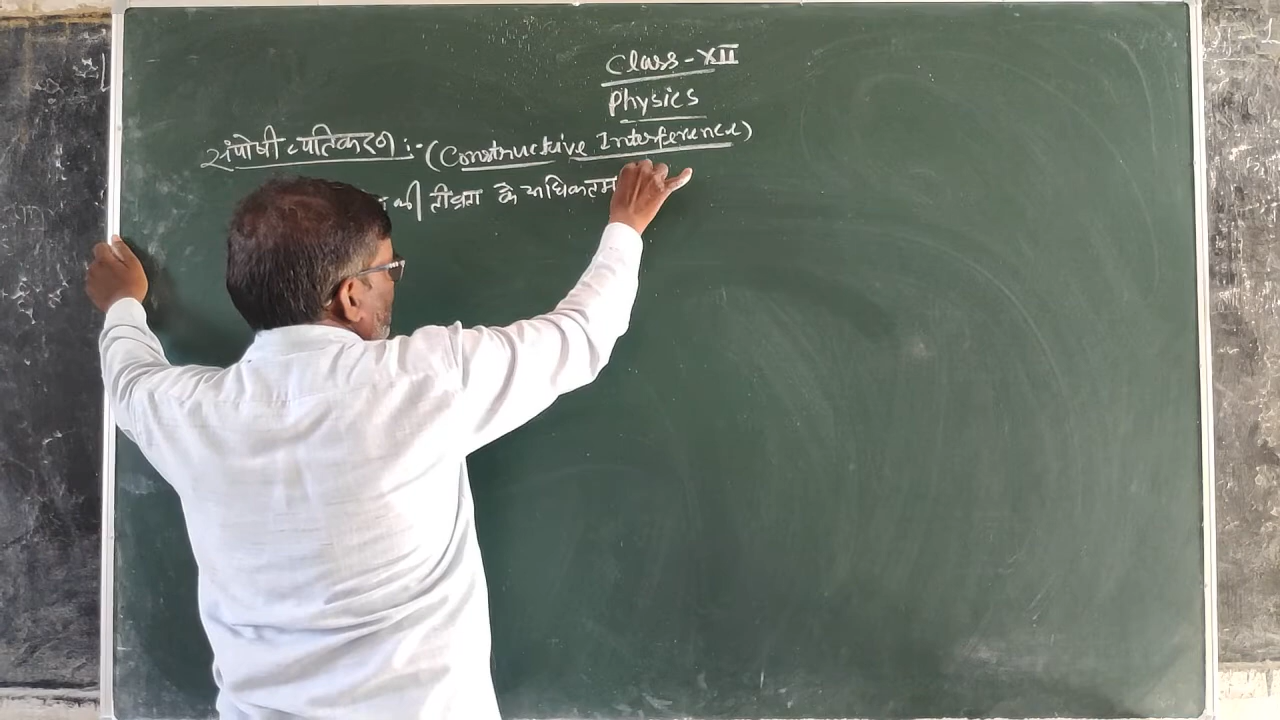 Class - XII
Physics
संपोषी व्यतिकरण :- (Constructive Interference)
की तीव्रता के अधिकतम